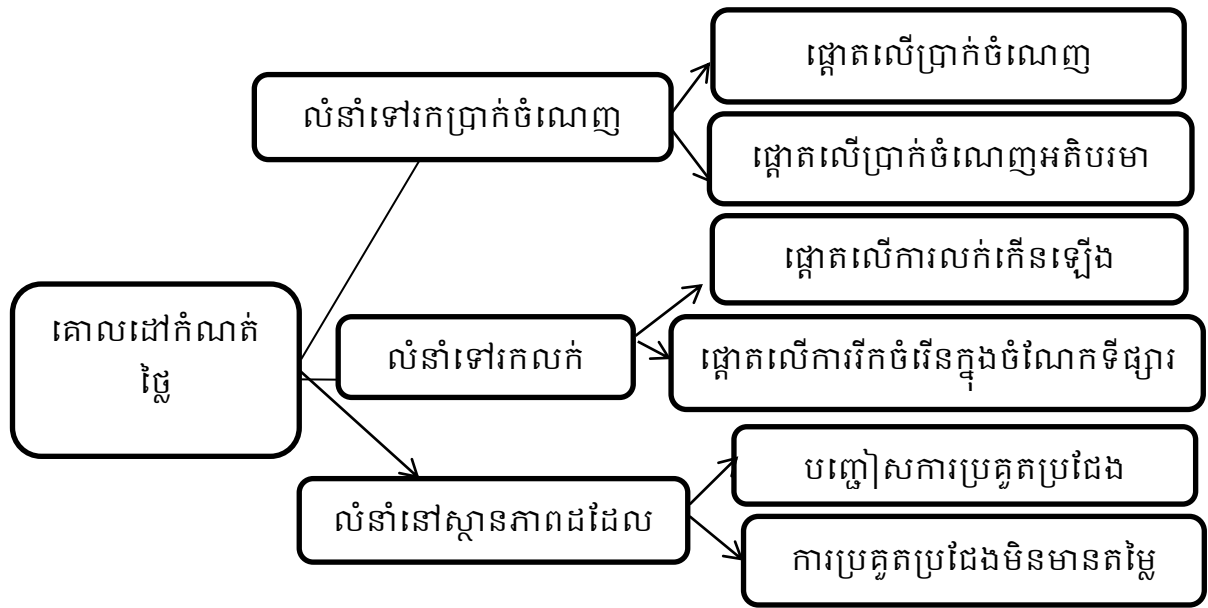 ផ្តោតលើប្រាក់ចំណេញ
លំនាំទៅរកប្រាក់ចំណេញ
ផ្តោតលើប្រាក់ចំណេញអតិបរមា
ផ្តោតលើការលក់កើនឡើង
គោលដៅកំណត់
ថ្លៃ
លំនាំទៅរកលក់
ផ្តោតលើការរីកចំរើនក្នុងចំណែកទីផ្សារ
បញ្ជៀសការប្រគួតប្រជែង
លំនាំនៅស្ថានភាពដដែល
ការប្រគួតប្រជែងមិនមានតម្លៃ